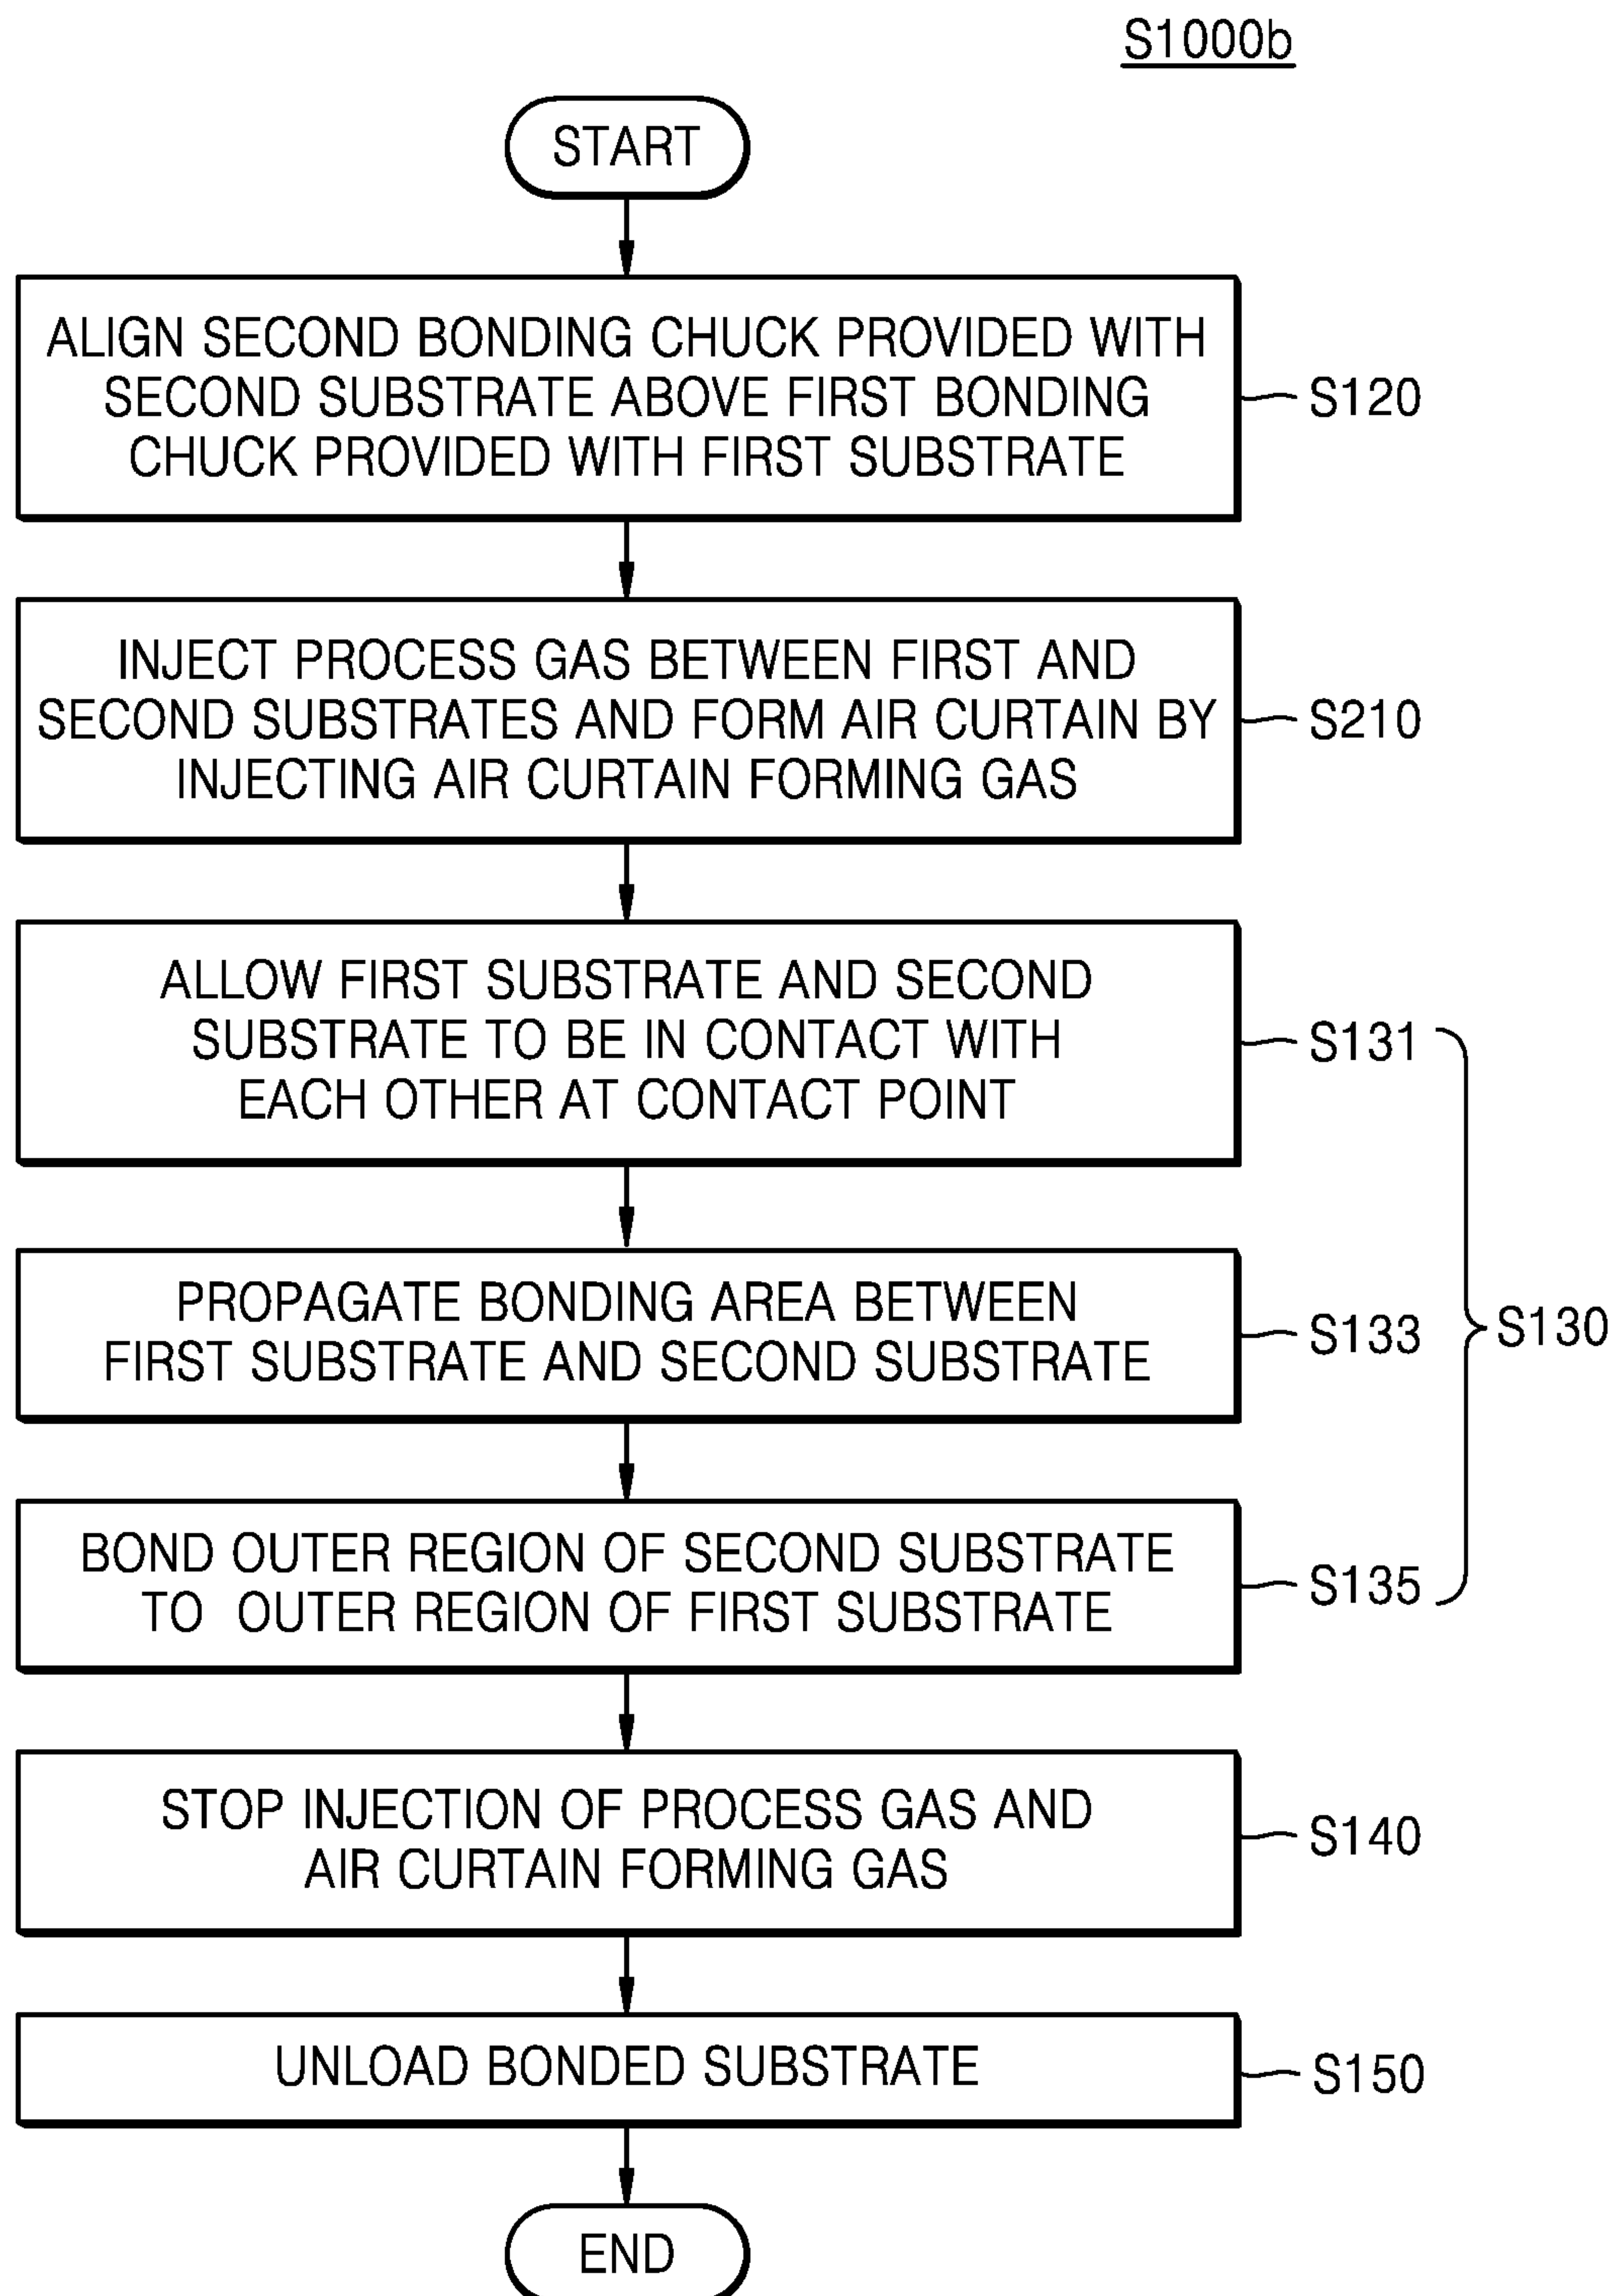 S1000b
START
ALIGN SECOND BONDING CHUCK PROVIDED WITH
SECOND SUBSTRATE ABOVE FIRST BONDING
CHUCK PROVIDED WITH FIRST SUBSTRATE
S120
INJECT PROCESS GAS BETWEEN FIRST AND
SECOND SUBSTRATES AND FORM AIR CURTAIN BY
INJECTING AIR CURTAIN FORMING GAS
S210
ALLOW FIRST SUBSTRATE AND SECOND
SUBSTRATE TO BE IN CONTACT WITH
EACH OTHER AT CONTACT POINT
S131
PROPAGATE BONDING AREA BETWEEN
FIRST SUBSTRATE AND SECOND SUBSTRATE
S133
S130
BOND OUTER REGION OF SECOND SUBSTRATE
TO OUTER REGION OF FIRST SUBSTRATE
S135
STOP INJECTION OF PROCESS GAS AND
AIR CURTAIN FORMING GAS
S140
UNLOAD BONDED SUBSTRATE
S150
END